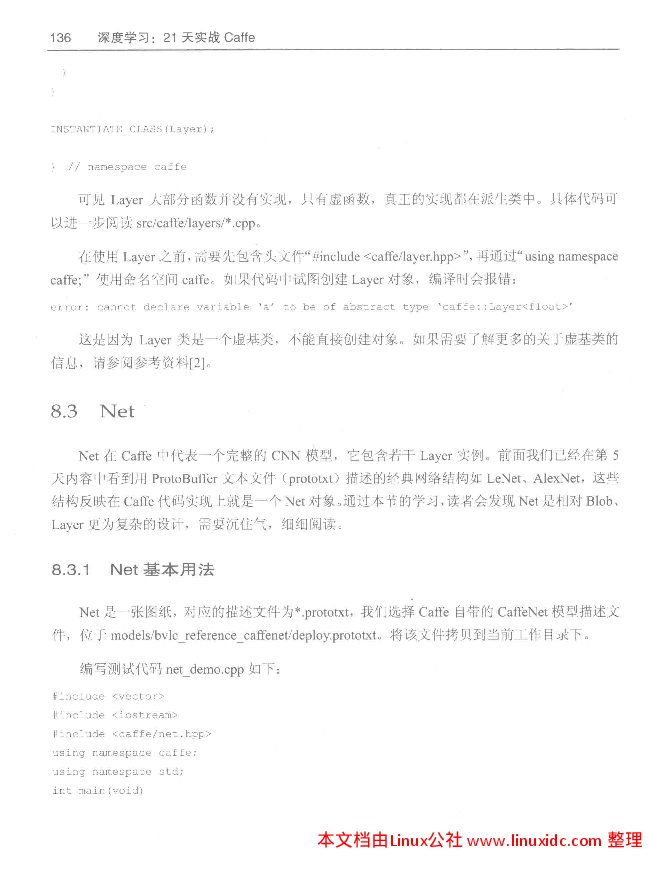 136 深度学习：21 天实战 Caffe
}
}
INSTANTIATE_CLASS(Layer);
} // namespace caffe
可见 Layer 大部分函数并没有实现，只有虚函数，真正的实现都在派生类中。具体代码可
以进一步阅读 src/caffe/layers/*.cpp。
在使用 Layer 之前，需要先包含头文件“#include <caffe/layer.hpp>”，再通过“using namespace
caffe;”使用命名空间 caffe。如果代码中试图创建 Layer 对象，编译时会报错：
error: cannot declare variable ‘a’ to be of abstract type ‘caffe::Layer<float>’
这是因为 Layer 类是一个虚基类，不能直接创建对象。如果需要了解更多的关于虚基类的
信息，请参阅参考资料[2]。
8.3 Net
Net 在 Caffe 中代表一个完整的 CNN 模型，它包含若干 Layer 实例。前面我们已经在第 5
天内容中看到用 ProtoBuffer 文本文件（prototxt）描述的经典网络结构如 LeNet、AlexNet，这些
结构反映在 Caffe 代码实现上就是一个 Net 对象。通过本节的学习，读者会发现 Net 是相对 Blob、
Layer 更为复杂的设计，需要沉住气，细细阅读。
8.3.1 Net 基本用法
Net 是一张图纸，对应的描述文件为*.prototxt，我们选择 Caffe 自带的 CaffeNet 模型描述文
件，位于 models/bvlc_reference_caffenet/deploy.prototxt。将该文件拷贝到当前工作目录下。
编写测试代码 net_demo.cpp 如下：
#include <vector>
#include <iostream>
#include <caffe/net.hpp>
using namespace caffe;
using namespace std;
int main(void)
本文档由Linux公社 www.linuxidc.com 整理